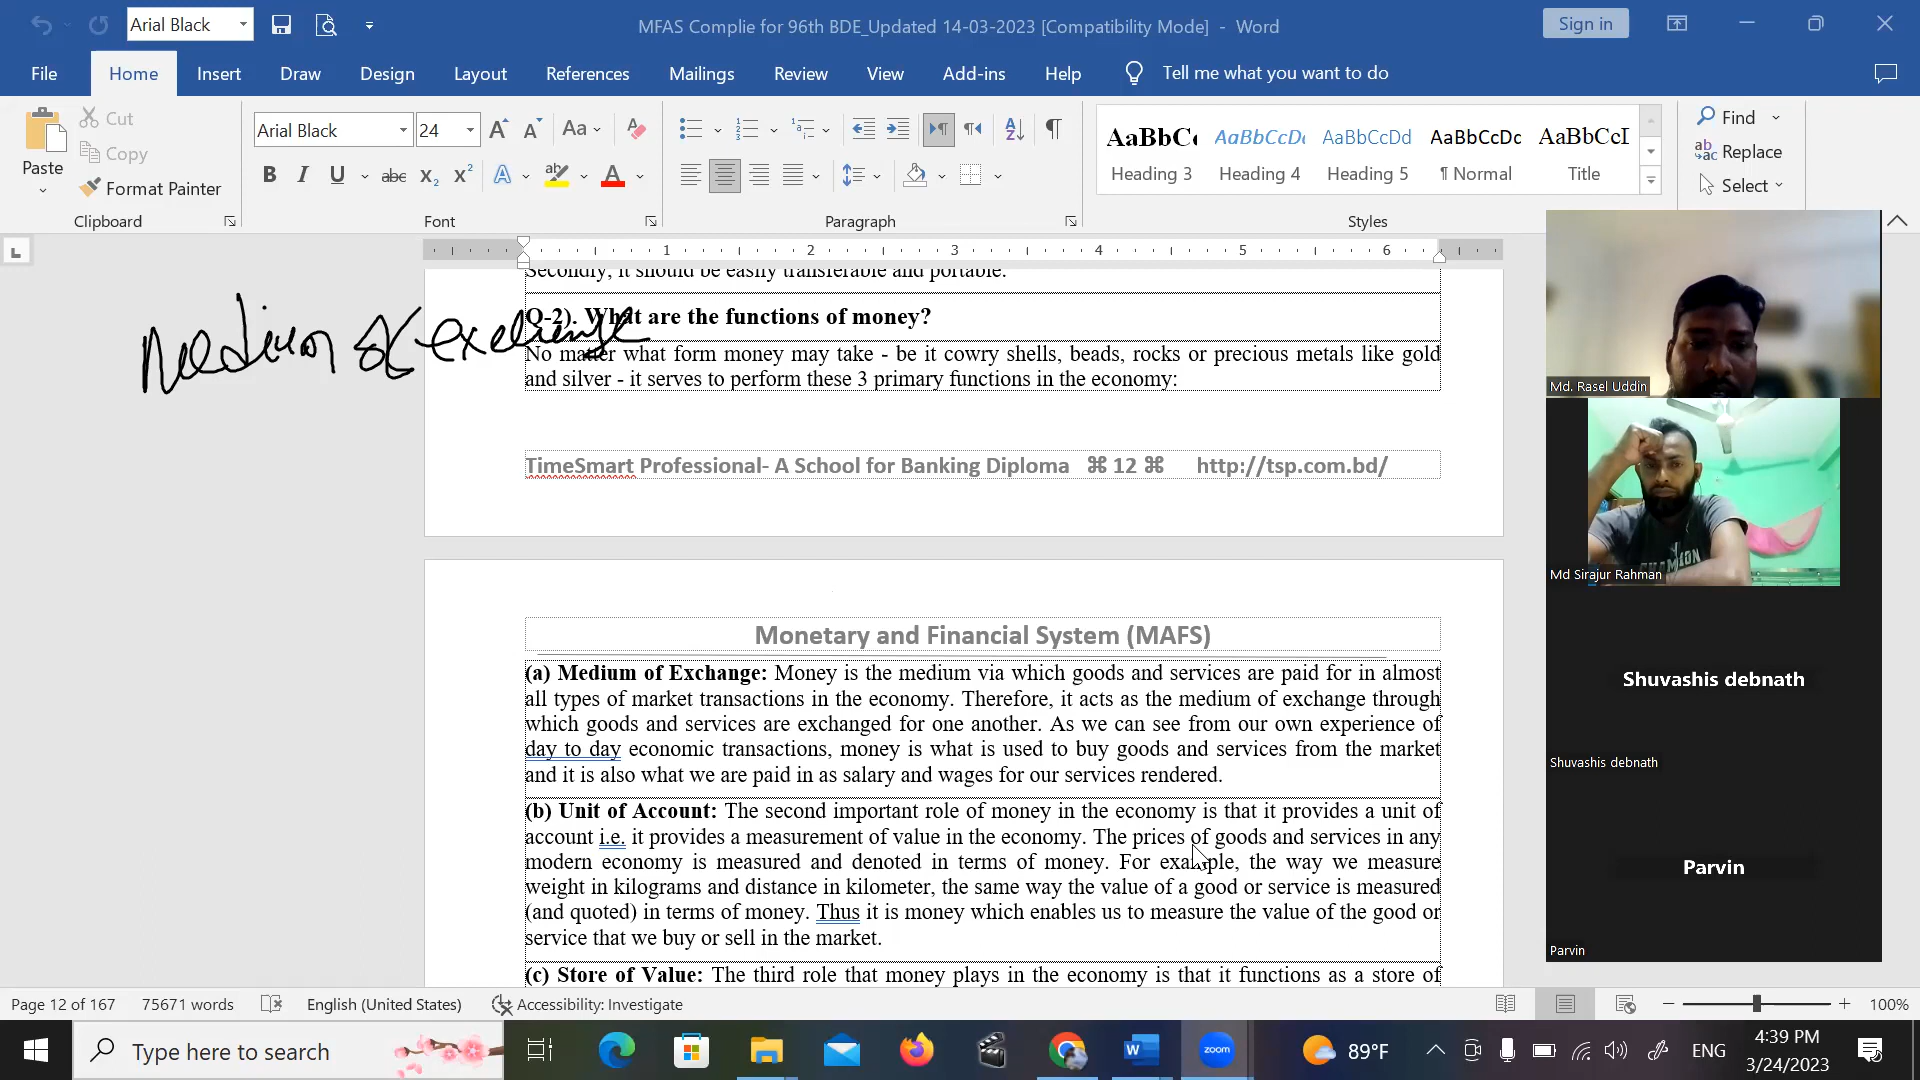 Arial Black
MFAS Complie for 96th BDE_Updated 14-03-2023 [Compatibility Mode] - Word
Sign in
File Home Insert Draw Design Layout References Mailings Review View Add-ins Help Tell me what you want to do
Paste
Cut
Copy
Format Painter
Clipboard
Arial Black 24
Font
Paragraph
AaBbCc AaBbCcDc AaBbCcDd AaBbCcDc AaBbCcI
Heading 3 Heading 4 Heading 5 ¶ Normal Title
Styles
Find
Replace
Select
1 2 3 4 5 6
Secondly, it should be easily transferable and portable.
Medium of exchange
Q-2). What are the functions of money?
No matter what form money may take - be it cowry shells, beads, rocks or precious metals like gold
and silver - it serves to perform these 3 primary functions in the economy:
TimeSmart Professional- A School for Banking Diploma ⌘ 12 ⌘ http://tsp.com.bd/
Monetary and Financial System (MAFS)
(a) Medium of Exchange: Money is the medium via which goods and services are paid for in almost
all types of market transactions in the economy. Therefore, it acts as the medium of exchange through
which goods and services are exchanged for one another. As we can see from our own experience of
day to day economic transactions, money is what is used to buy goods and services from the market
and it is also what we are paid in as salary and wages for our services rendered.
(b) Unit of Account: The second important role of money in the economy is that it provides a unit of
account i.e. it provides a measurement of value in the economy. The prices of goods and services in any
modern economy is measured and denoted in terms of money. For example, the way we measure
weight in kilograms and distance in kilometer, the same way the value of a good or service is measured
(and quoted) in terms of money. Thus it is money which enables us to measure the value of the good or
service that we buy or sell in the market.
(c) Store of Value: The third role that money plays in the economy is that it functions as a store of
Md. Rasel Uddin
Md Sirajur Rahman
Shuvashis debnath
Shuvashis debnath
Parvin
Parvin
Page 12 of 167 75671 words English (United States) Accessibility: Investigate 100%
Type here to search
zoom
89°F
ENG
4:39 PM
3/24/2023